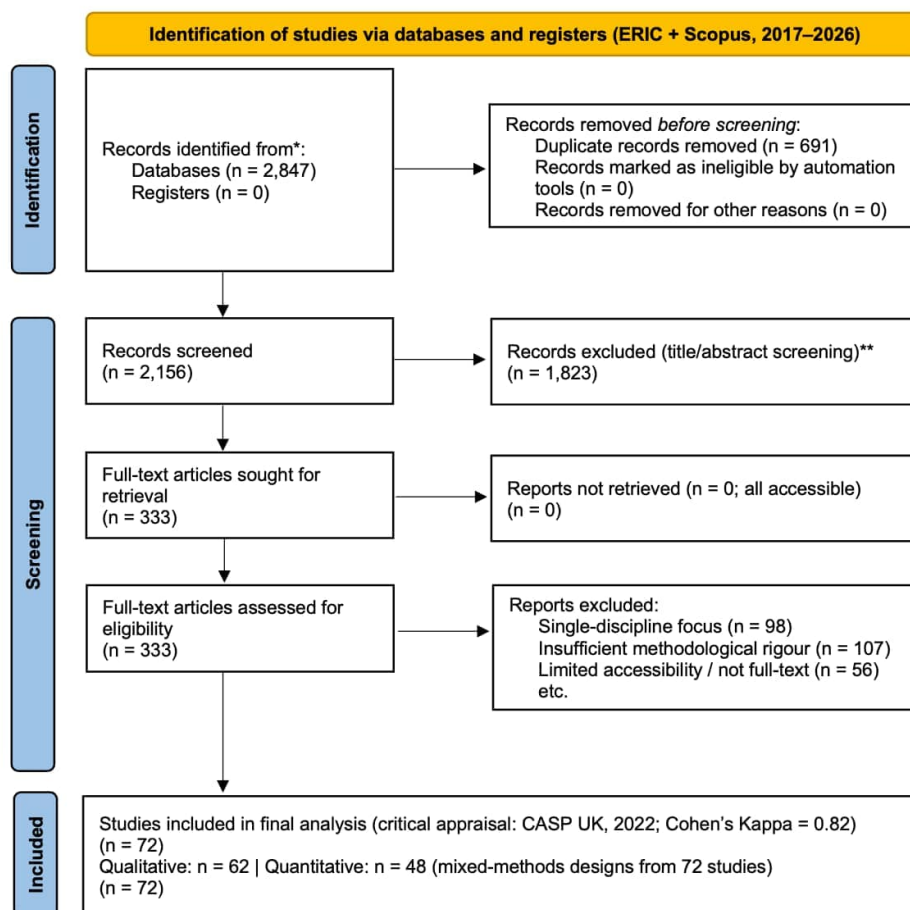 Identification of studies via databases and registers (ERIC + Scopus, 2017–2026)
Identification
Records identified from*:
Databases (n = 2,847)
Registers (n = 0)
Records removed before screening:
Duplicate records removed (n = 691)
Records marked as ineligible by automation
tools (n = 0)
Records removed for other reasons (n = 0)
Screening
Records screened
(n = 2,156)
Records excluded (title/abstract screening)**
(n = 1,823)
Full-text articles sought for
retrieval
(n = 333)
Reports not retrieved (n = 0; all accessible)
(n = 0)
Full-text articles assessed for
eligibility
(n = 333)
Reports excluded:
Single-discipline focus (n = 98)
Insufficient methodological rigour (n = 107)
Limited accessibility / not full-text (n = 56)
etc.
Included
Studies included in final analysis (critical appraisal: CASP UK, 2022; Cohen's Kappa = 0.82)
(n = 72)
Qualitative: n = 62 | Quantitative: n = 48 (mixed-methods designs from 72 studies)
(n = 72)